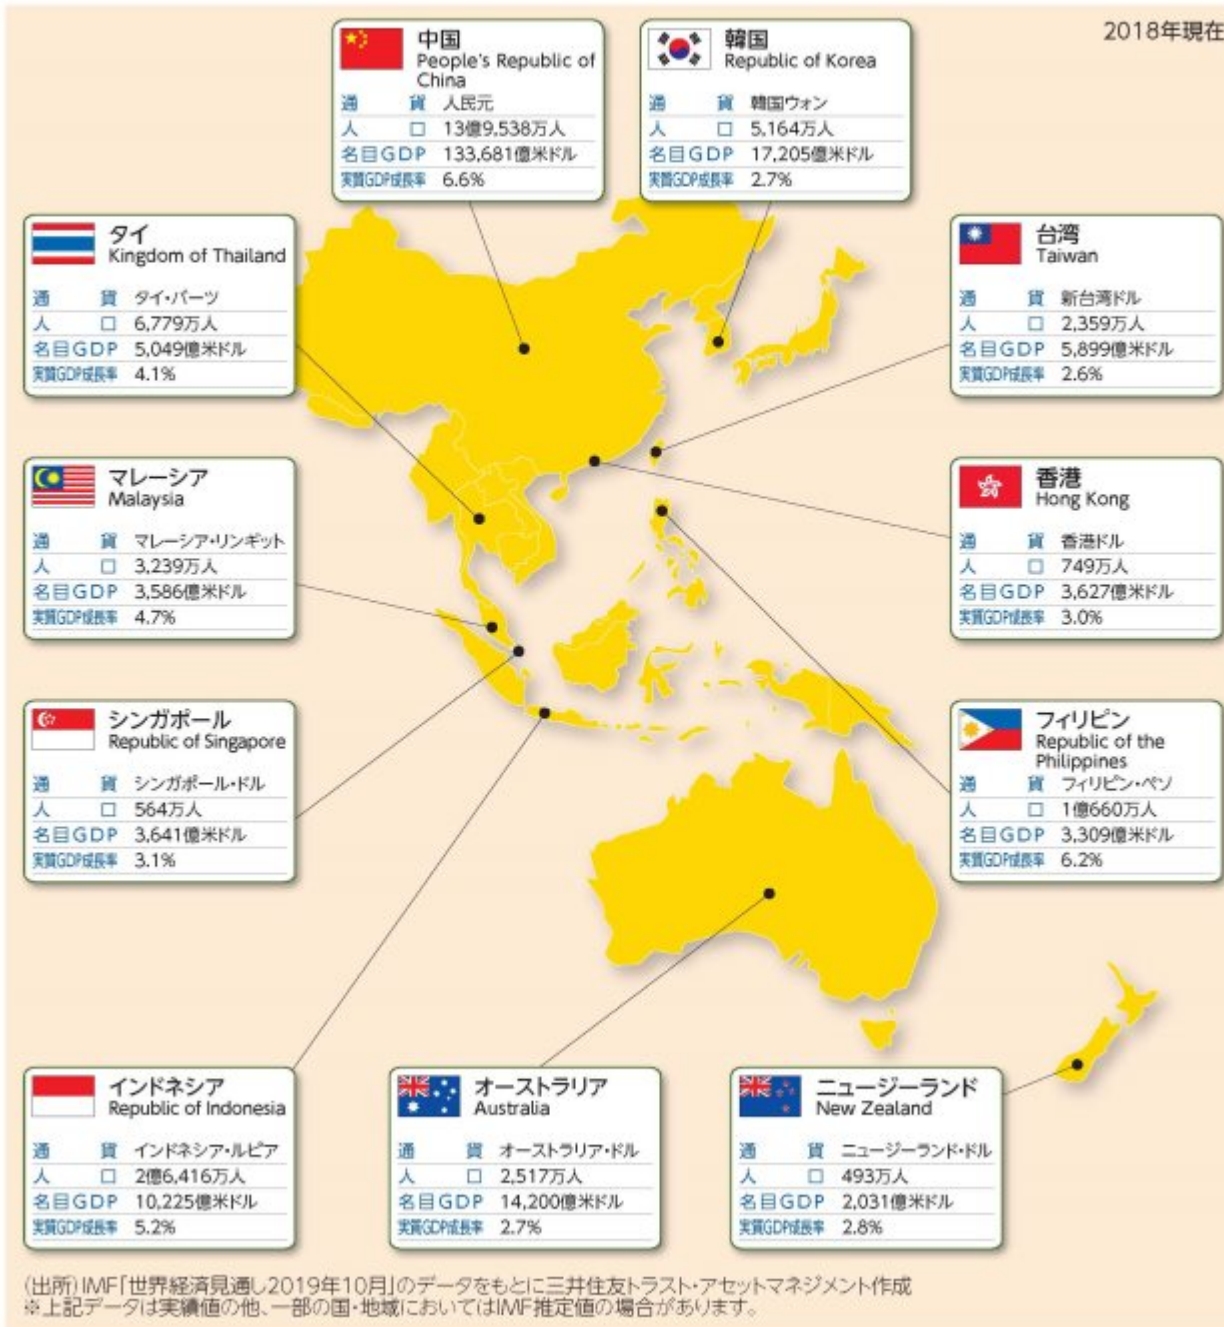 2018年現在
中国
People's Republic of
China
通 貨 人民元
人 口 13億9,538万人
名目GDP 133,681億米ドル
実質GDP成長率 6.6%
韓国
Republic of Korea
通 貨 韓国ウォン
人 口 5,164万人
名目GDP 17,205億米ドル
実質GDP成長率 2.7%
タイ
Kingdom of Thailand
通 貨 タイ・バーツ
人 口 6,779万人
名目GDP 5,049億米ドル
実質GDP成長率 4.1%
台湾
Taiwan
通 貨 新台湾ドル
人 口 2,359万人
名目GDP 5,899億米ドル
実質GDP成長率 2.6%
マレーシア
Malaysia
通 貨 マレーシア・リンギット
人 口 3,239万人
名目GDP 3,586億米ドル
実質GDP成長率 4.7%
香港
Hong Kong
通 貨 香港ドル
人 口 749万人
名目GDP 3,627億米ドル
実質GDP成長率 3.0%
シンガポール
Republic of Singapore
通 貨 シンガポール・ドル
人 口 564万人
名目GDP 3,641億米ドル
実質GDP成長率 3.1%
フィリピン
Republic of the
Philippines
通 貨 フィリピン・ペソ
人 口 1億660万人
名目GDP 3,309億米ドル
実質GDP成長率 6.2%
インドネシア
Republic of Indonesia
通 貨 インドネシア・ルピア
人 口 2億6,416万人
名目GDP 10,225億米ドル
実質GDP成長率 5.2%
オーストラリア
Australia
通 貨 オーストラリア・ドル
人 口 2,517万人
名目GDP 14,200億米ドル
実質GDP成長率 2.7%
ニュージーランド
New Zealand
通 貨 ニュージーランド・ドル
人 口 493万人
名目GDP 2,031億米ドル
実質GDP成長率 2.8%
(出所)IMF「世界経済見通し2019年10月」のデータをもとに三井住友トラスト・アセットマネジメント作成
※上記データは実績値の他、一部の国・地域においてはIMF推定値の場合があります。